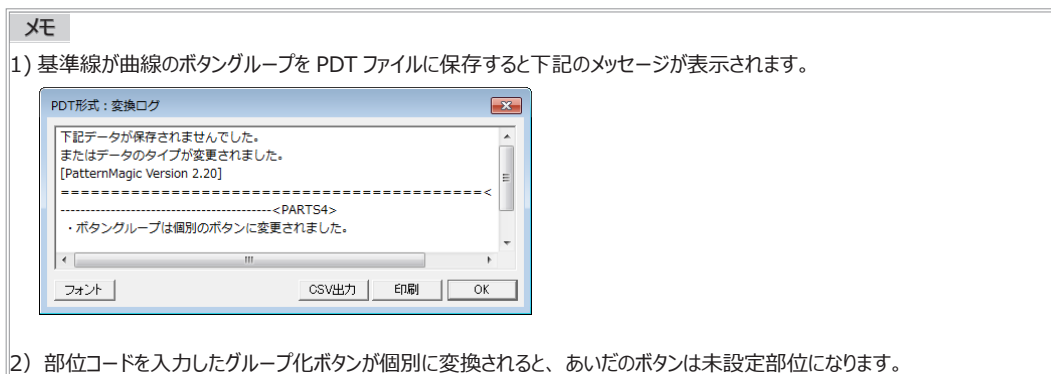 メモ
1) 基準線が曲線のボタングループを PDT ファイルに保存すると下記のメッセージが表示されます。
PDT形式：変換ログ
下記データが保存されませんでした。
またはデータのタイプが変更されました。
[PatternMagic Version 2.20]
==========================================<
------------------------------------------<PARTS4>
・ボタングループは個別のボタンに変更されました。
フォント CSV出力 印刷 OK
2) 部位コードを入力したグループ化ボタンが個別に変換されると、あいだのボタンは未設定部位になります。